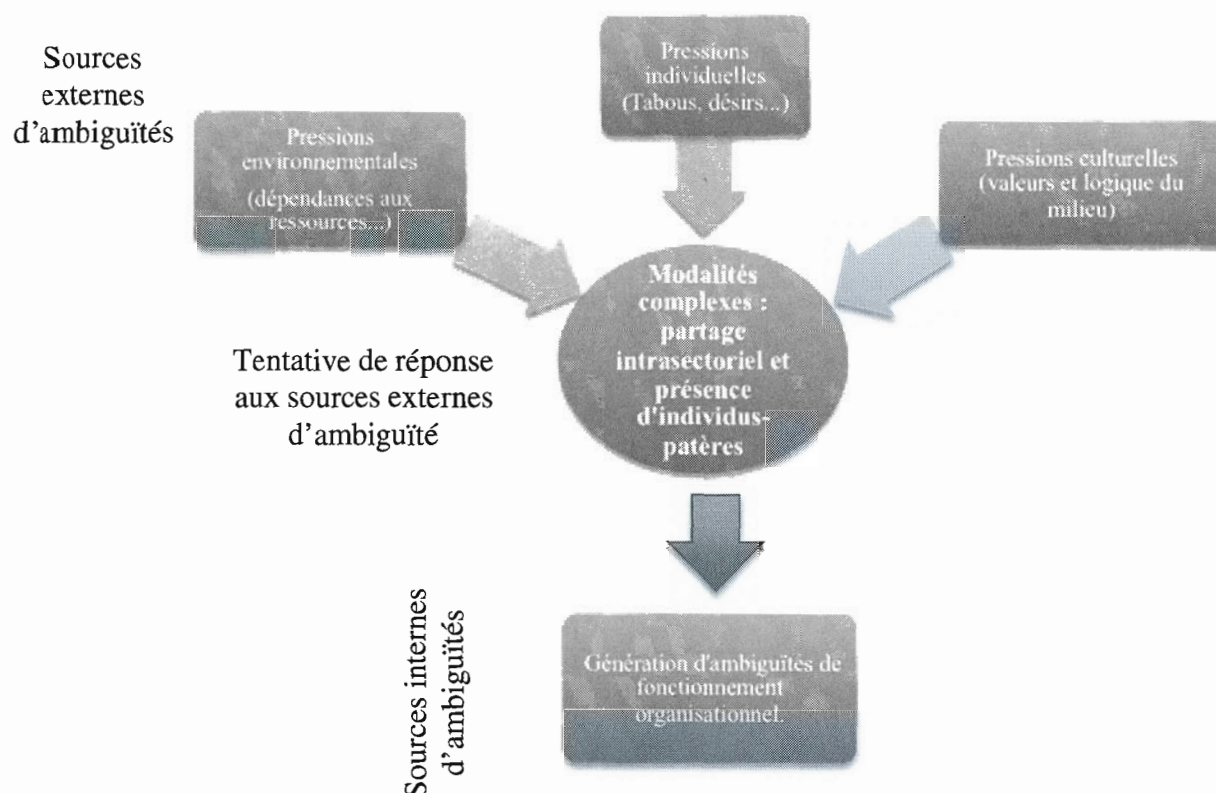 Sources
externes
d'ambiguïtés
Pressions
environnementales
(dépendances aux
ressources...)
Pressions
individuelles
(Tabous, désirs...)
Pressions culturelles
(valeurs et logique du
milieu)
Tentative de réponse
aux sources externes
d'ambiguïté
Modalités
complexes :
partage
intrasectoriel et
présence
d'individus-
patères
Sources internes
d'ambiguïtés
Génération d'ambiguïtés de
fonctionnement
organisationnel.